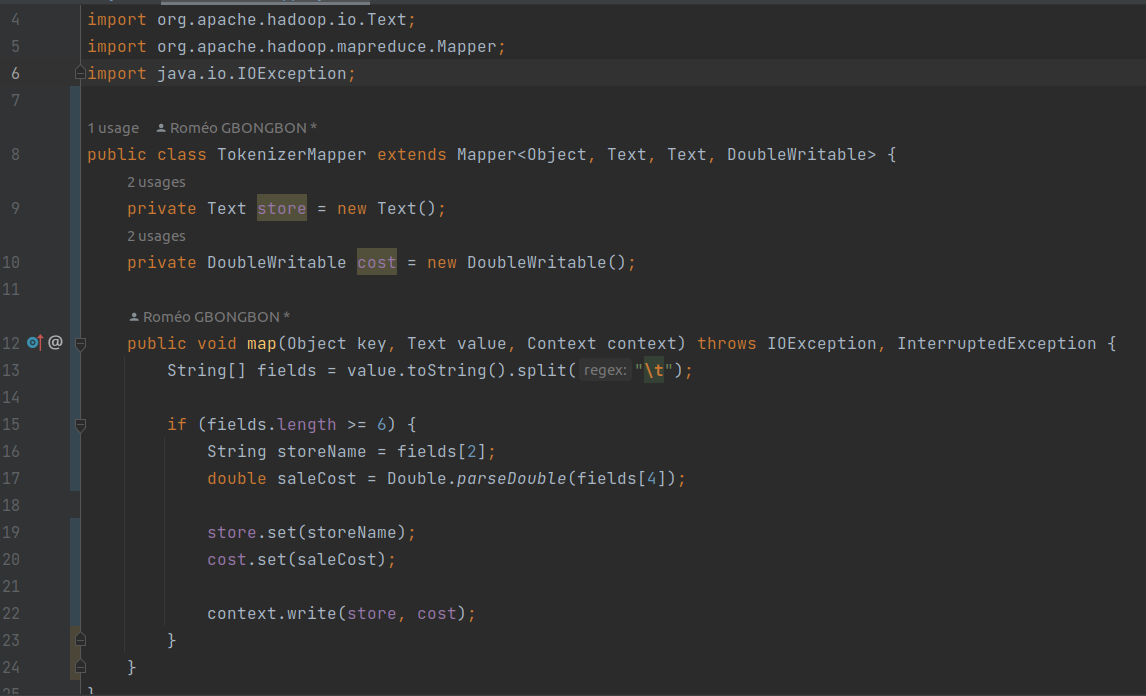 4 import org.apache.hadoop.io.Text;
5 import org.apache.hadoop.mapreduce.Mapper;
6 import java.io.IOException;
7
1 usage Roméo GBONGBON *
8 public class TokenizerMapper extends Mapper<Object, Text, Text, DoubleWritable> {
2 usages
9 private Text store = new Text();
2 usages
10 private DoubleWritable cost = new DoubleWritable();
11
Roméo GBONGBON *
12 @ public void map(Object key, Text value, Context context) throws IOException, InterruptedException {
13 String[] fields = value.toString().split( regex: "\t");
14
15 if (fields.length >= 6) {
16 String storeName = fields[2];
17 double saleCost = Double.parseDouble(fields[4]);
18
19 store.set(storeName);
20 cost.set(saleCost);
21
22 context.write(store, cost);
23 }
24 }
25 }